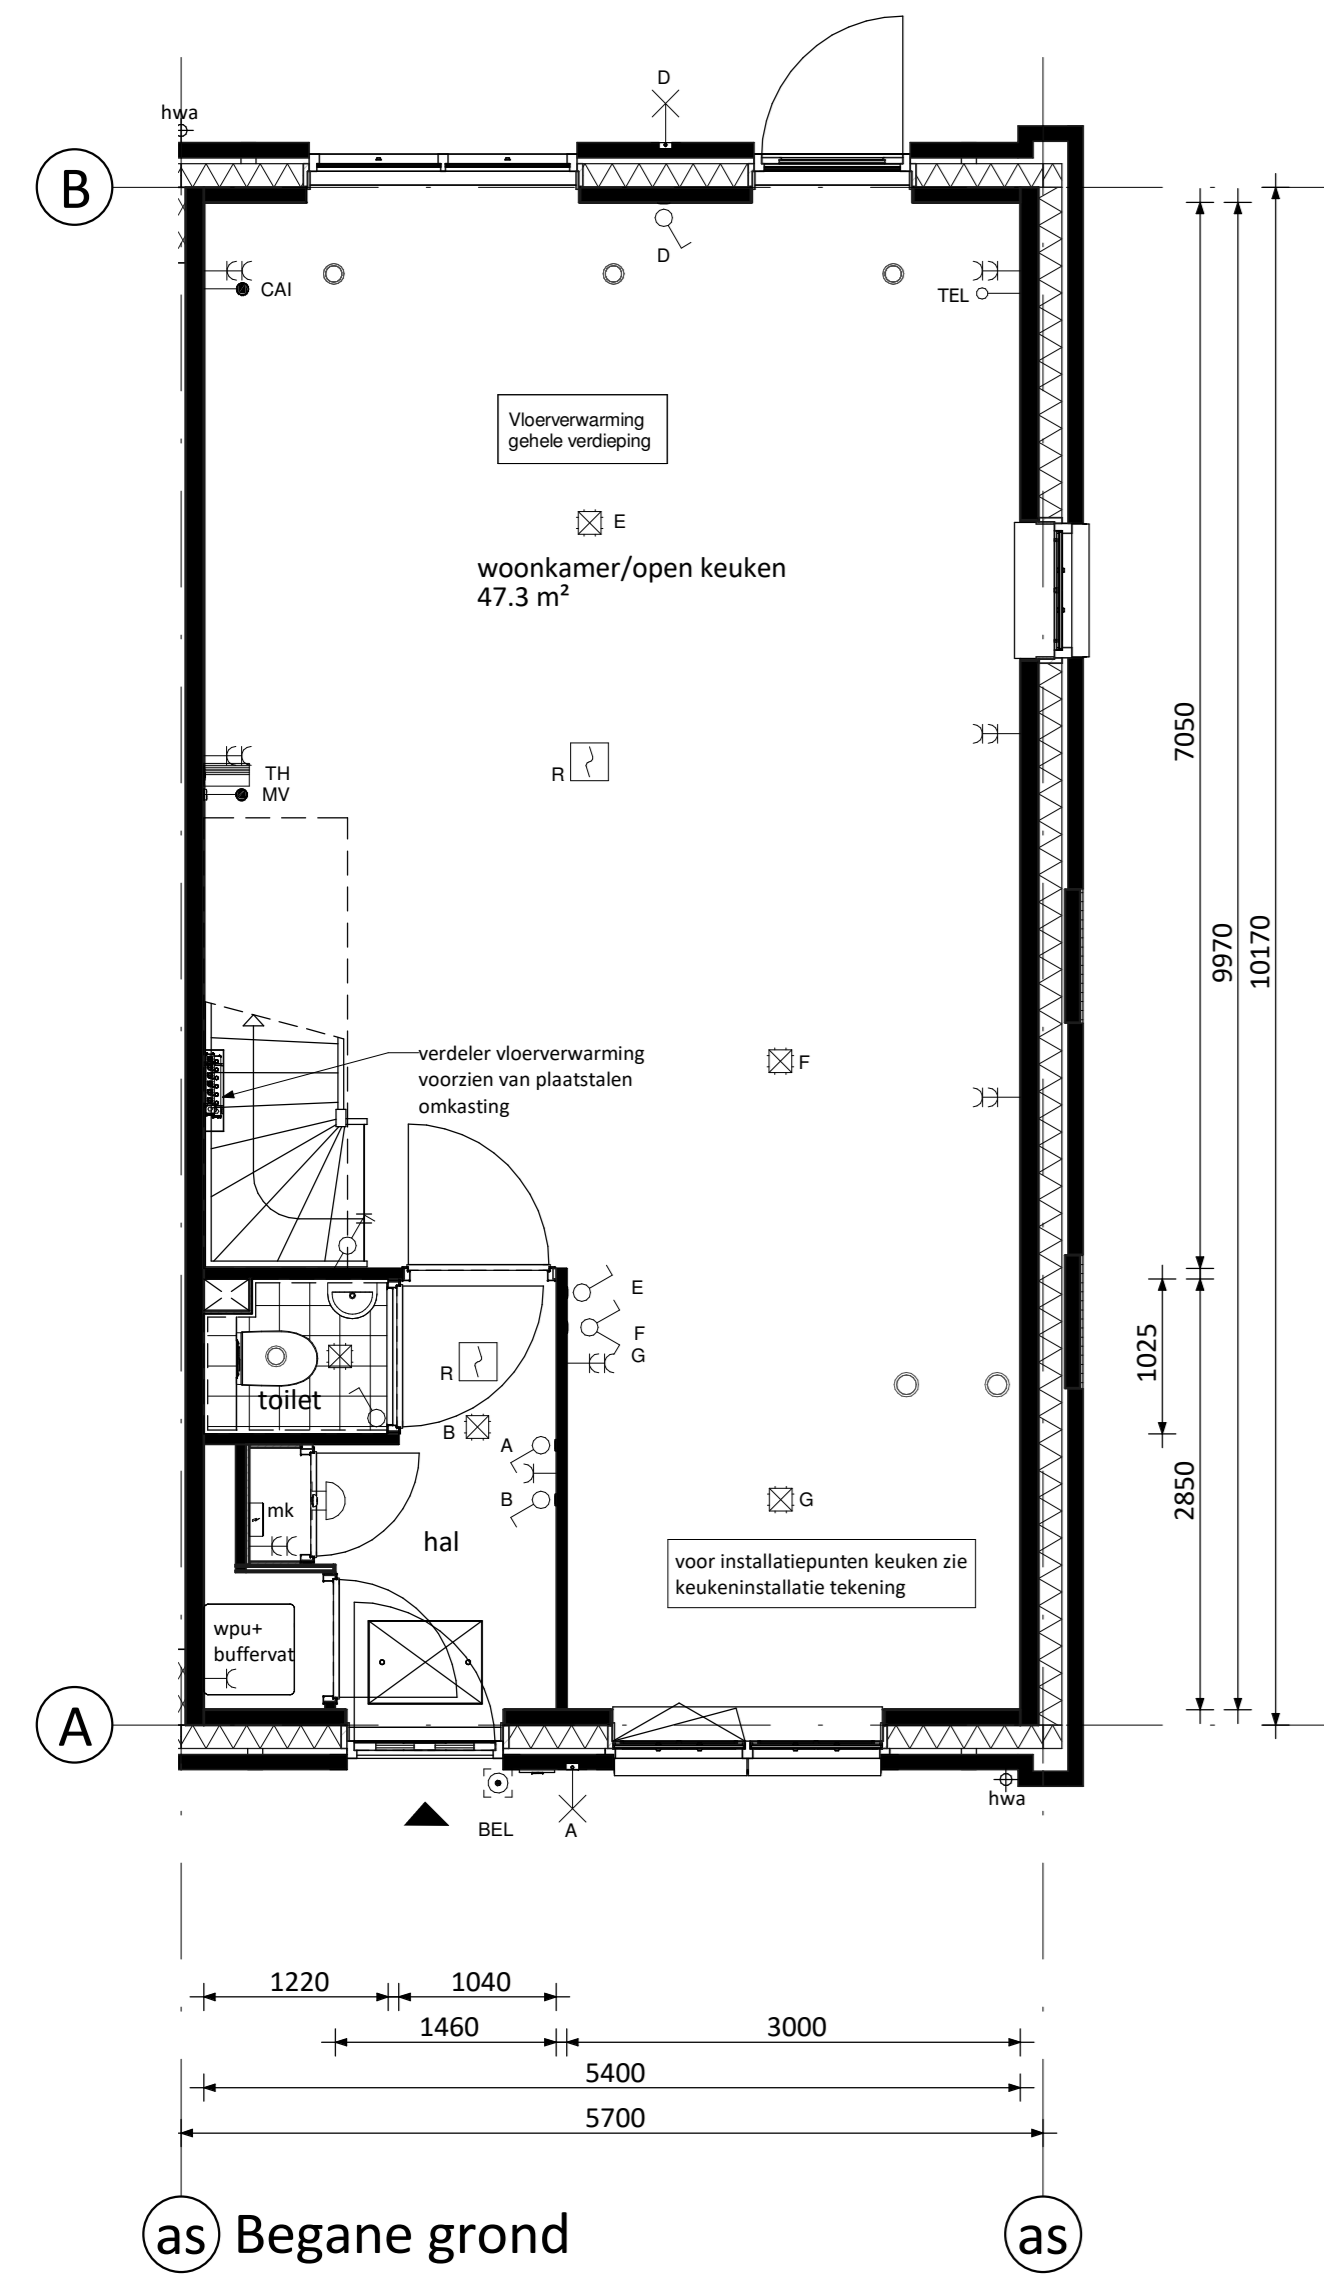 D
hwa
B
D
CAI
TEL
Vloerverwarming
gehele verdieping
E
woonkamer/open keuken
47.3 m²
7050
R
TH
MV
9970
10170
verdeler vloerverwarming
voorzien van plaatstalen
omkasting
F
E
F
G
1025
R
toilet
B
A
2850
B
G
mk
hal
voor installatiepunten keuken zie
keukeninstallatie tekening
wpu+
buffervat
A
hwa
BEL
A
1220
1040
1460
3000
5400
5700
as
Begane grond
as